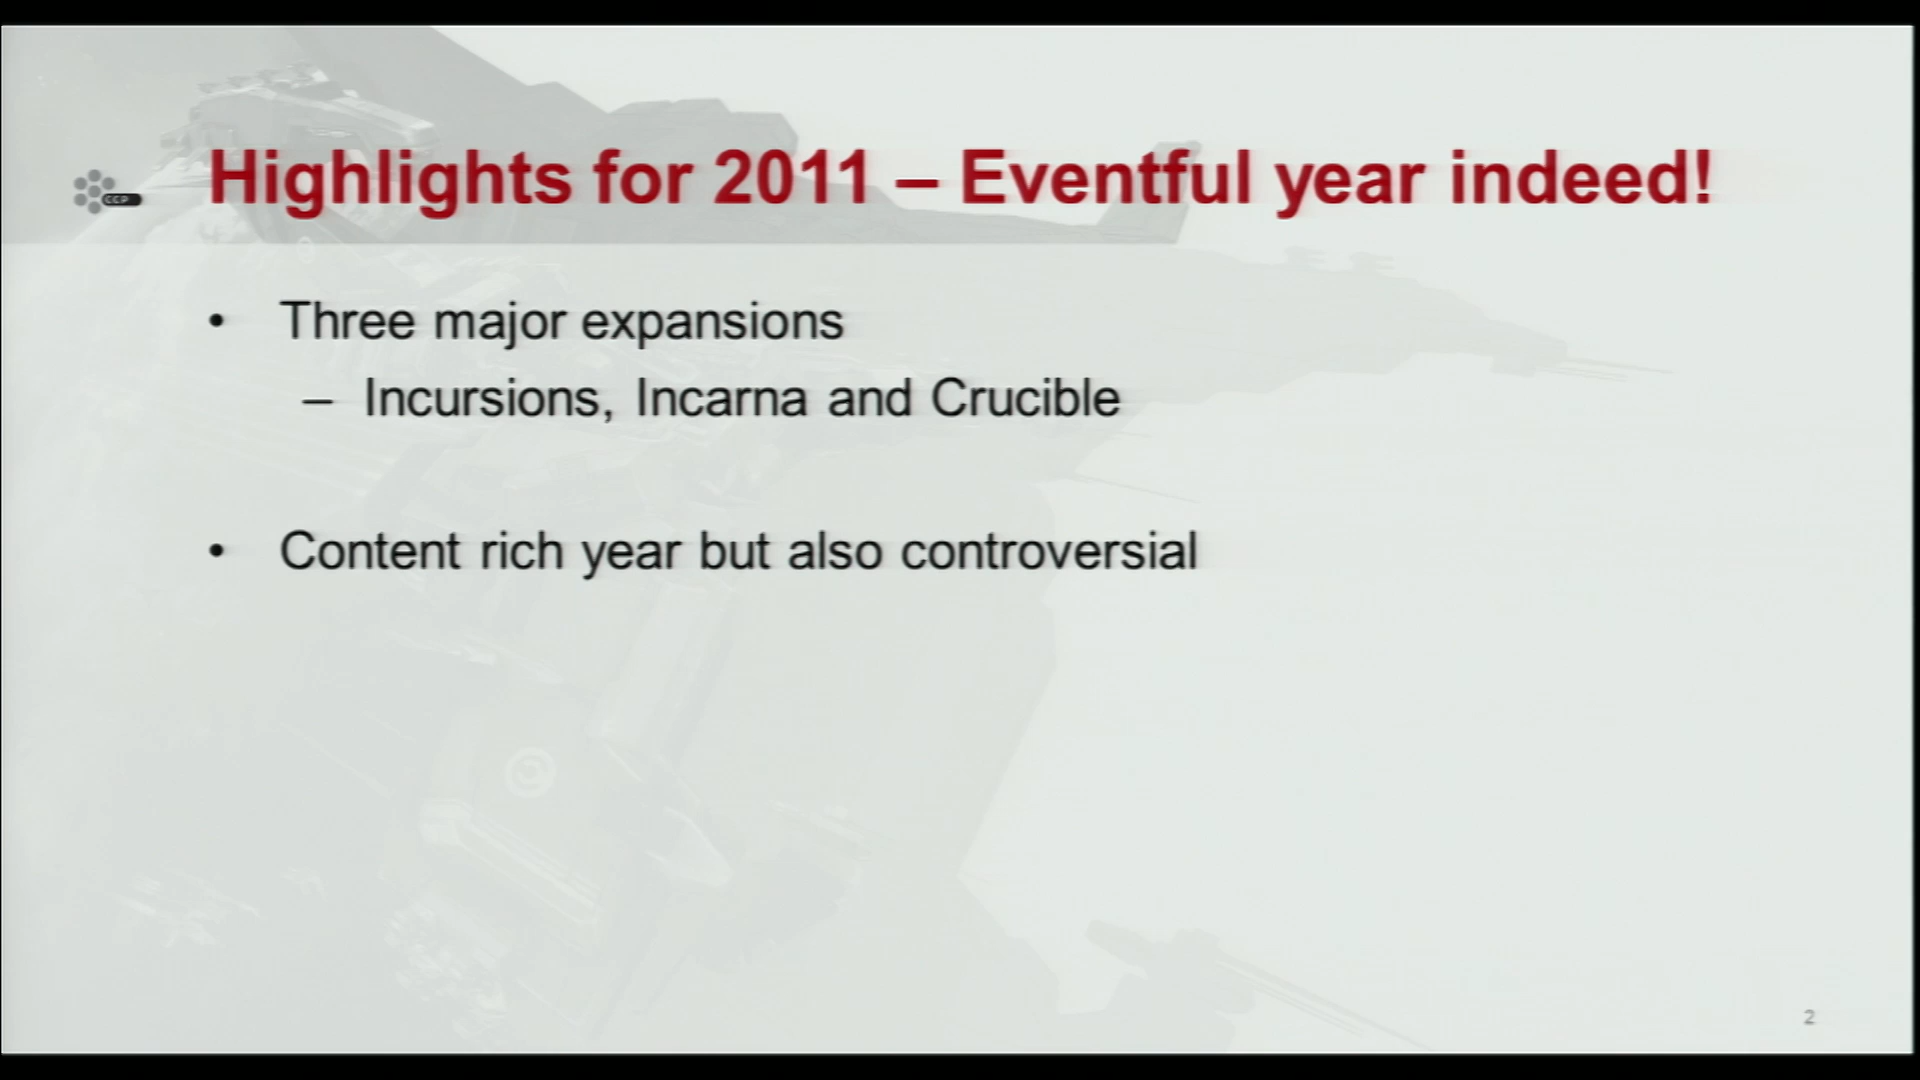 CCP
Highlights for 2011 – Eventful year indeed!
• Three major expansions
– Incursions, Incarna and Crucible
• Content rich year but also controversial
2